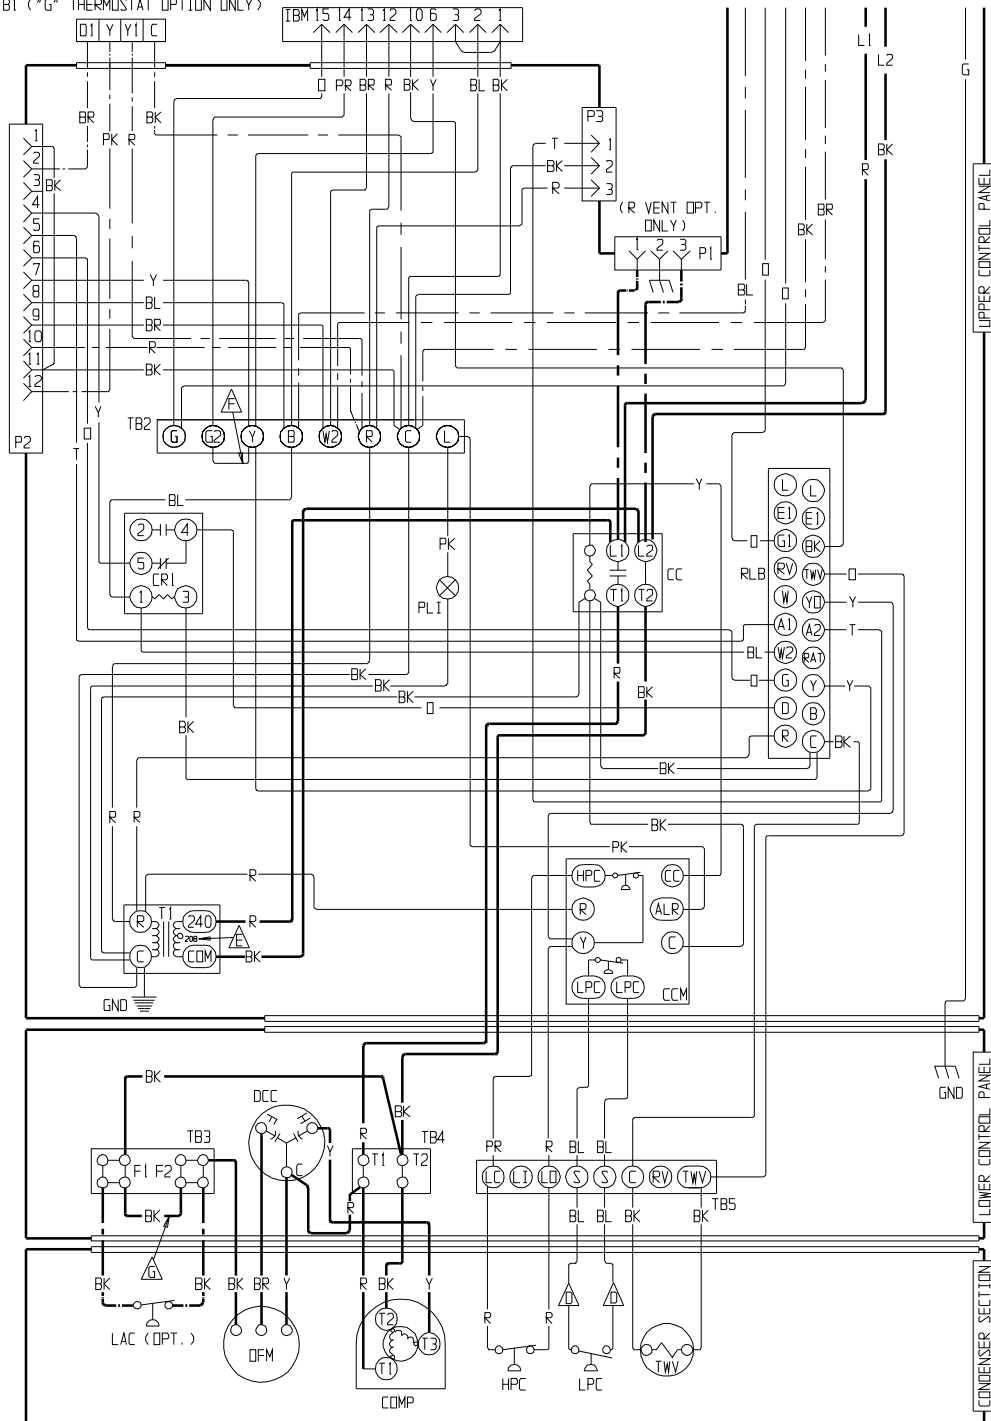 B1 ("G" THERMOSTAT OPTION ONLY)
O1 Y Y1 C
IBM 15 14 13 12 10 6 3 2 1
L1
L2
G
O PR BR R BK Y BL BK
BR BK
PK R
P3
T 1
BK 2
R 3
BK
R
1
2
3
BK
4
5
6
7 Y
8 BL
9 BR
10 R
11 BK
12
P2
(R VENT OPT.
ONLY)
1 2 3 P1
BR
BK
O
O
BL
UPPER CONTROL PANEL
Y
O
T
F
TB2
G G2 Y B W2 R C L
BL
Y
2 4
5
CR1
1 3
PK
PLI
L1 L2
T1 T2
CC
RLB
L L
E1 E1
O G1 BK
RV TWV O
W YO Y
A1 A2 T
BL W2 RAT
O G Y Y
D B
R C BK
BK
BK
BK
O
R
BK
BK
BK
R R
BK
PK
R
R T1 240 R
208 E
C COM BK
GND
HPC CC
R ALR
Y C
LPC LPC
CCM
GND
BK
DCC
F H
C
Y
R
BK
TB3
F1 F2
BK
G
TB4
T1 T2
R
PR R BL BL
LC LI LO S S C RV TWV
TB5
BL BL BK BK
LOWER CONTROL PANEL
BK BK BK BR Y R BK Y
D D
R R
LAC (OPT.)
OFM
T2
T3
T1
COMP
HPC
LPC
TWV
CONDENSER SECTION